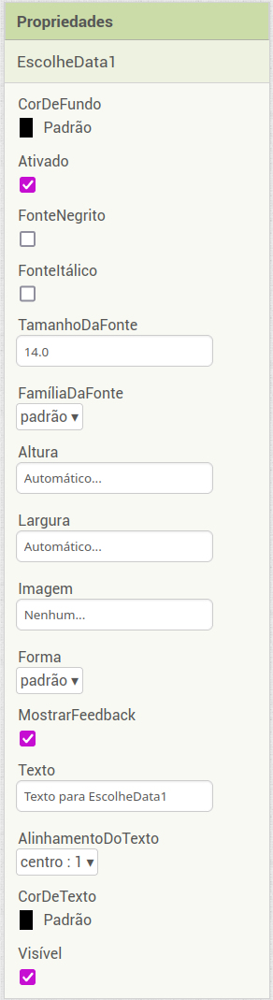 Propriedades
EscolheData1
CorDeFundo
Padrão
Ativado
FonteNegrito
FonteItálico
TamanhoDaFonte
14.0
FamíliaDaFonte
padrão ▾
Altura
Automático...
Largura
Automático...
Imagem
Nenhum...
Forma
padrão ▾
MostrarFeedback
Texto
Texto para EscolheData1
AlinhamentoDoTexto
centro : 1 ▾
CorDeTexto
Padrão
Visível